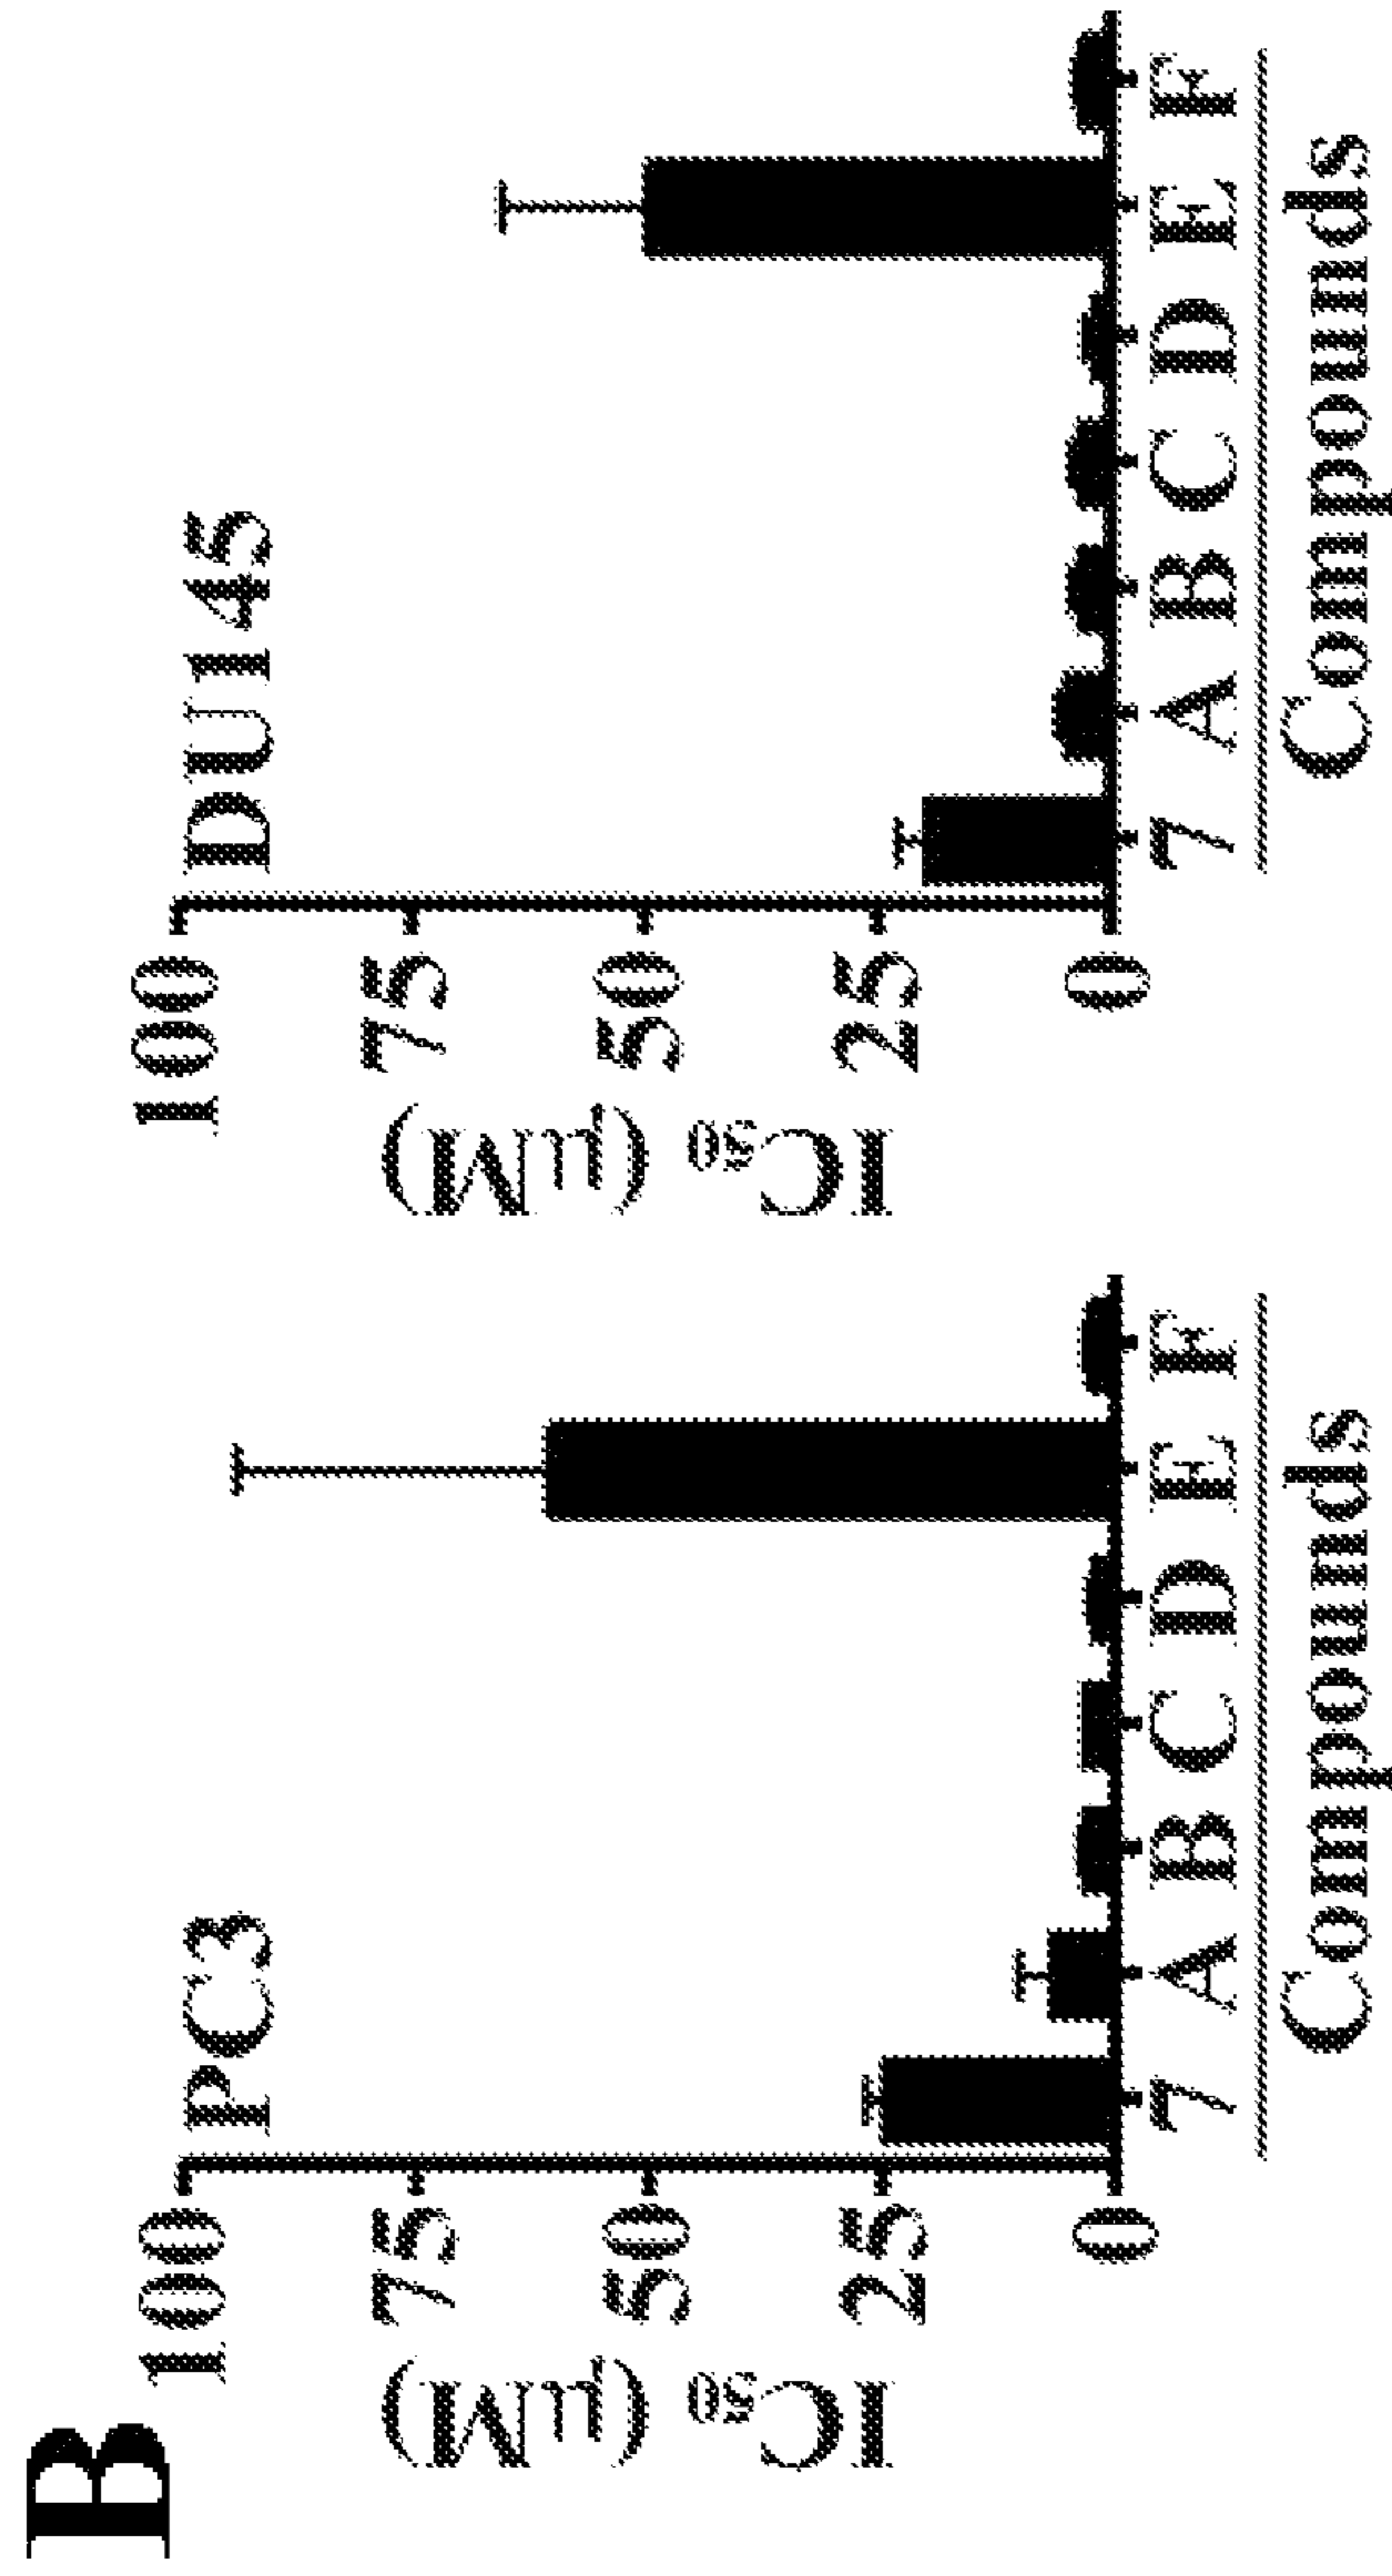 B
PC3
IC₅₀ (µM)
100
75
50
25
0
7 A B C D E F
Compounds
DU145
IC₅₀ (µM)
100
75
50
25
0
7 A B C D E F
Compounds